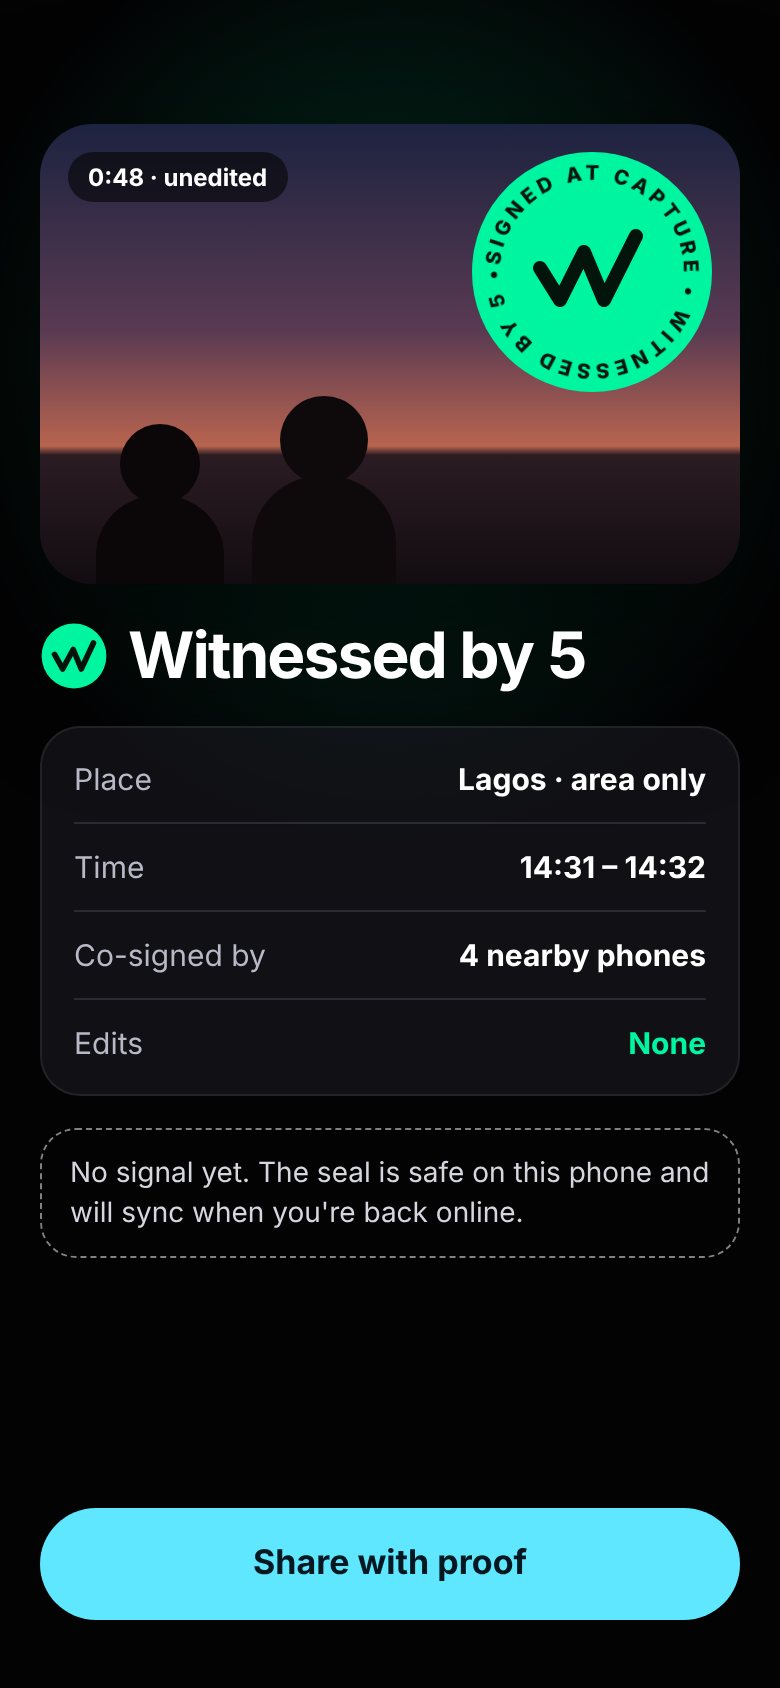 0:48 · unedited
SIGNED AT CAPTURE • WITNESSED BY 5 •
Witnessed by 5
Place
Lagos · area only
Time
14:31 – 14:32
Co-signed by
4 nearby phones
Edits
None
No signal yet. The seal is safe on this phone and
will sync when you're back online.
Share with proof